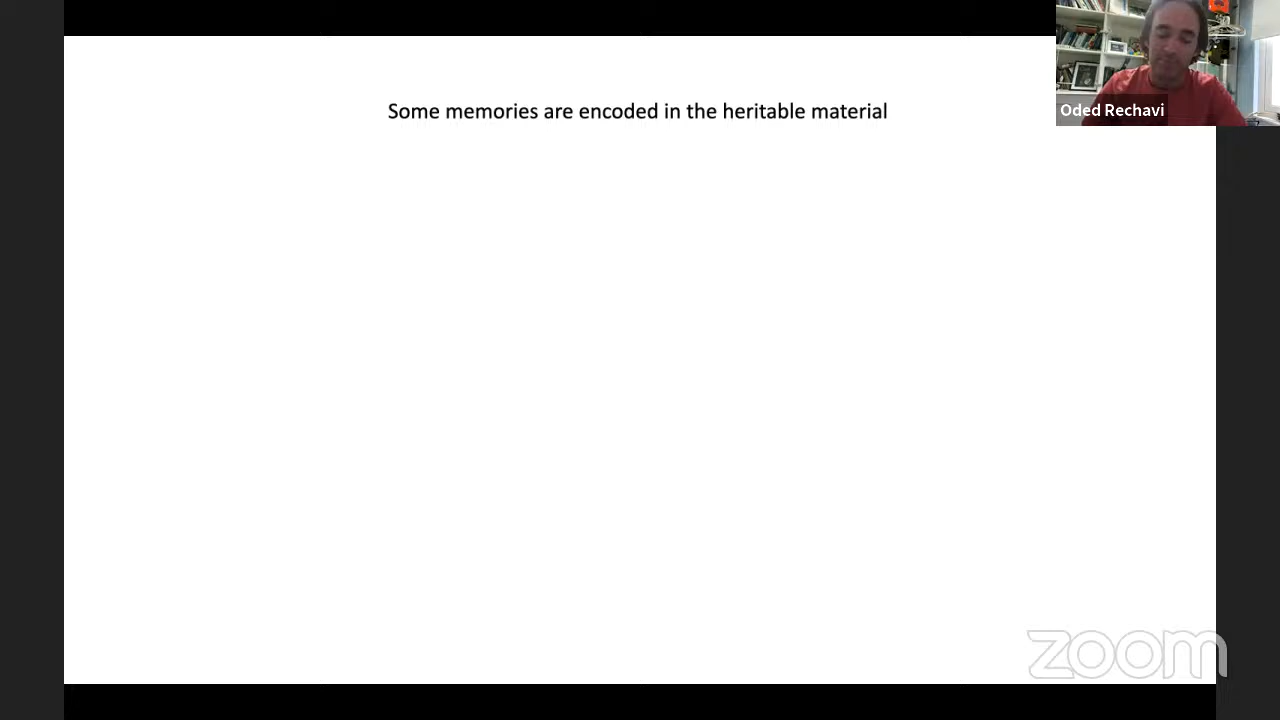 Some memories are encoded in the heritable material
Oded Rechavi
zoom